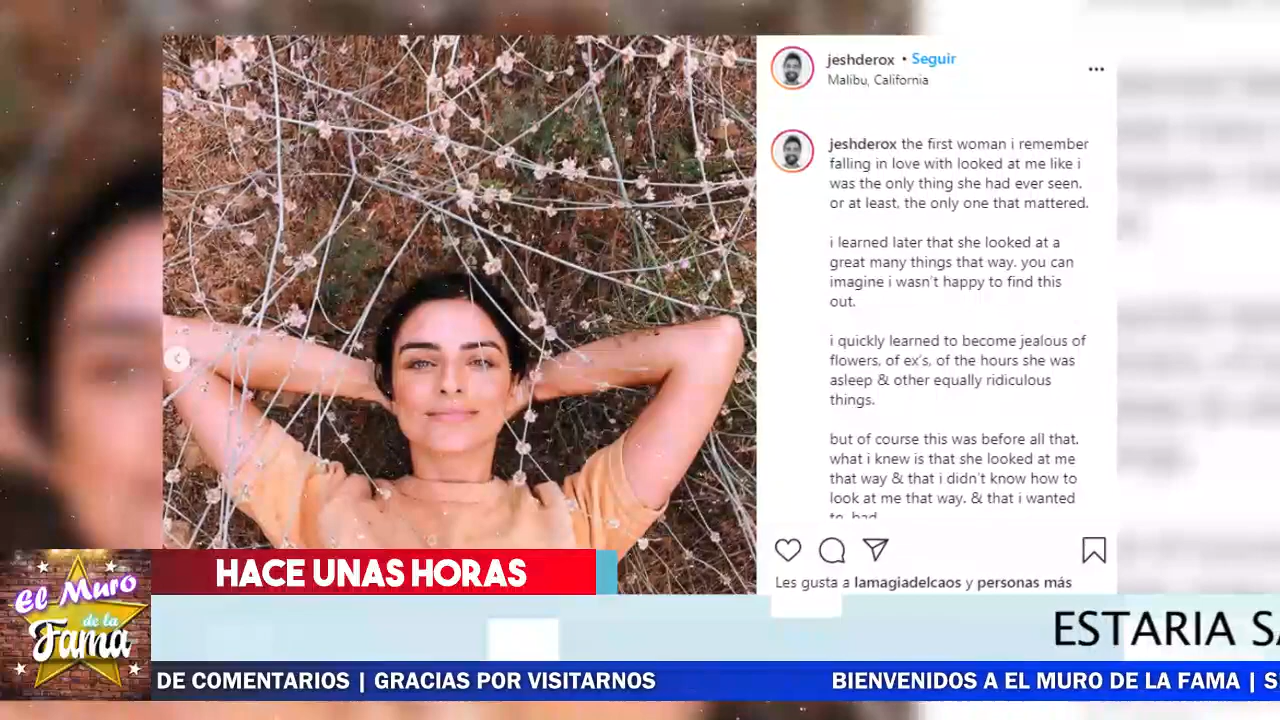 jeshderox • Seguir
Malibu, California
jeshderox the first woman i remember
falling in love with looked at me like i
was the only thing she had ever seen.
or at least, the only one that mattered.
i learned later that she looked at a
great many things that way. you can
imagine i wasn't happy to find this
out.
i quickly learned to become jealous of
flowers, of ex's, of the hours she was
asleep & other equally ridiculous
things.
but of course this was before all that.
what i knew is that she looked at me
that way & that i didn't know how to
look at me that way. & that i wanted
to. bad
Les gusta a lamagiadelcaos y personas más
HACE UNAS HORAS
El Muro
de la
Fama
ESTARIA SA
DE COMENTARIOS | GRACIAS POR VISITARNOS
BIENVENIDOS A EL MURO DE LA FAMA | S